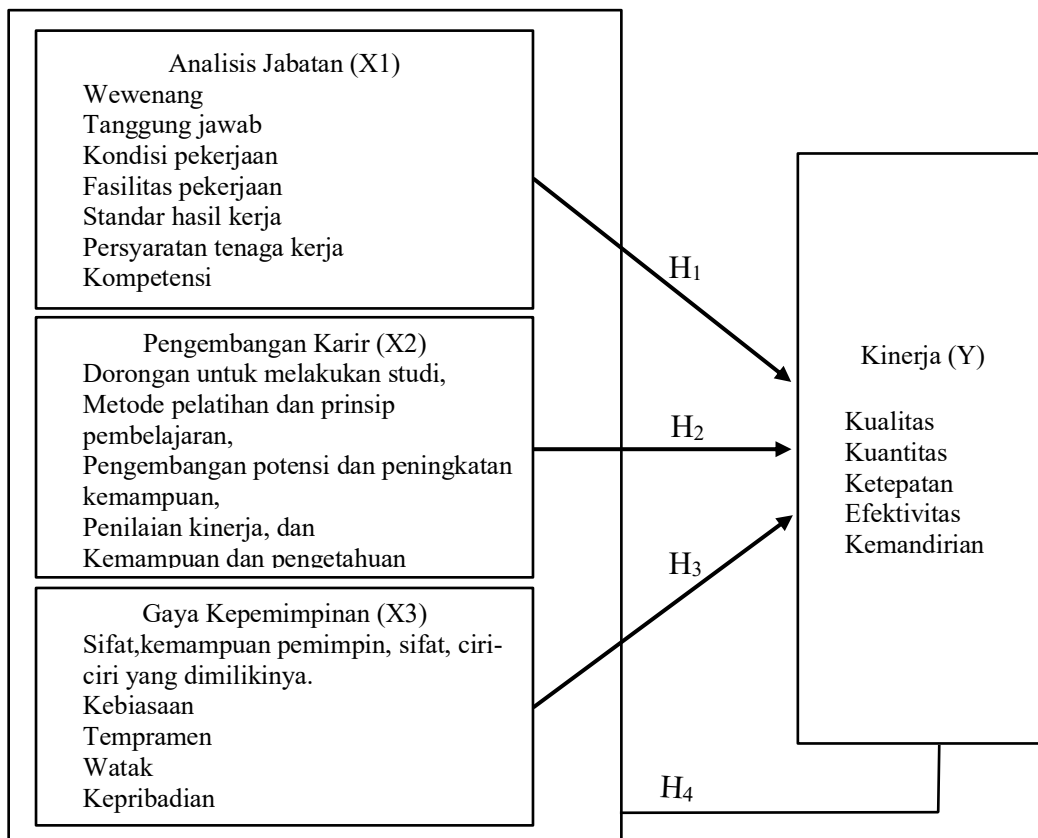 Analisis Jabatan (X1)
Wewenang
Tanggung jawab
Kondisi pekerjaan
Fasilitas pekerjaan
Standar hasil kerja
Persyaratan tenaga kerja
Kompetensi
Pengembangan Karir (X2)
Dorongan untuk melakukan studi,
Metode pelatihan dan prinsip
pembelajaran,
Pengembangan potensi dan peningkatan
kemampuan,
Penilaian kinerja, dan
Kemampuan dan pengetahuan
Gaya Kepemimpinan (X3)
Sifat,kemampuan pemimpin, sifat, ciri-
ciri yang dimilikinya.
Kebiasaan
Tempramen
Watak
Kepribadian
H1
H2
H3
H4
Kinerja (Y)
Kualitas
Kuantitas
Ketepatan
Efektivitas
Kemandirian